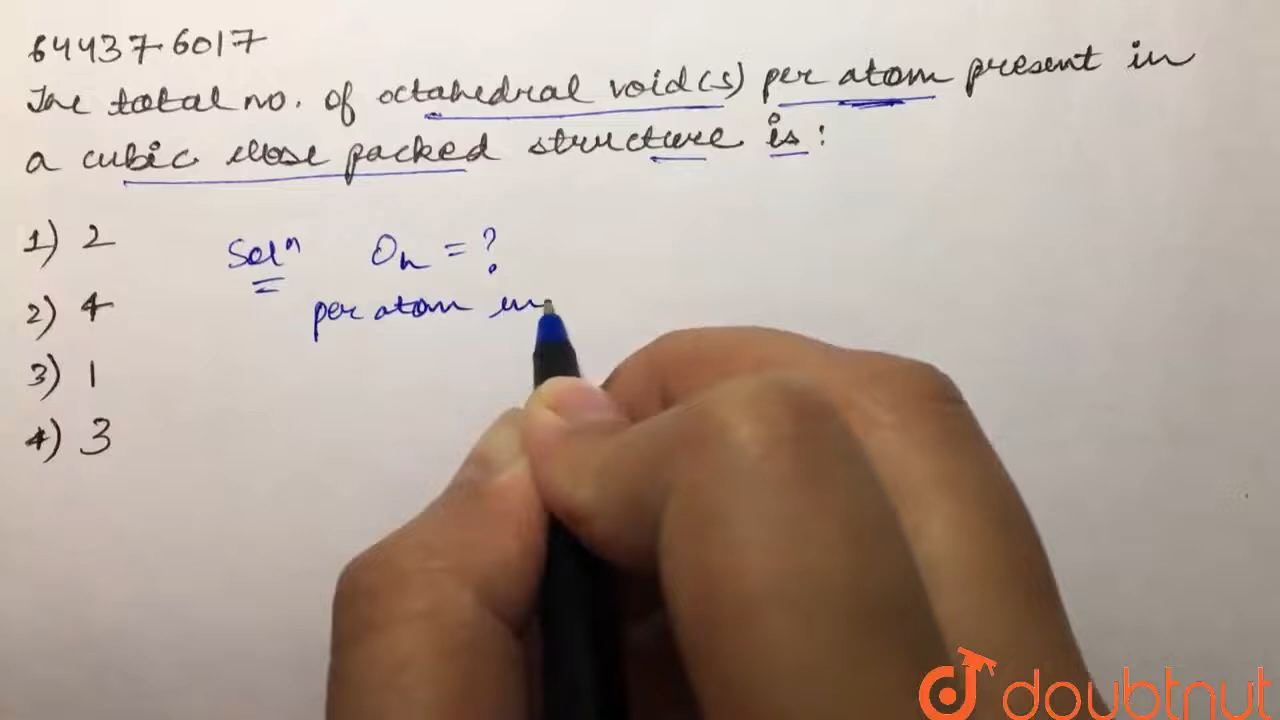 644376017
The total no. of octahedral void(s) per atom present in
a cubic close packed structure is :
1) 2
Solⁿ Oh = ?
2) 4
per atom in
3) 1
4) 3
doubtnut